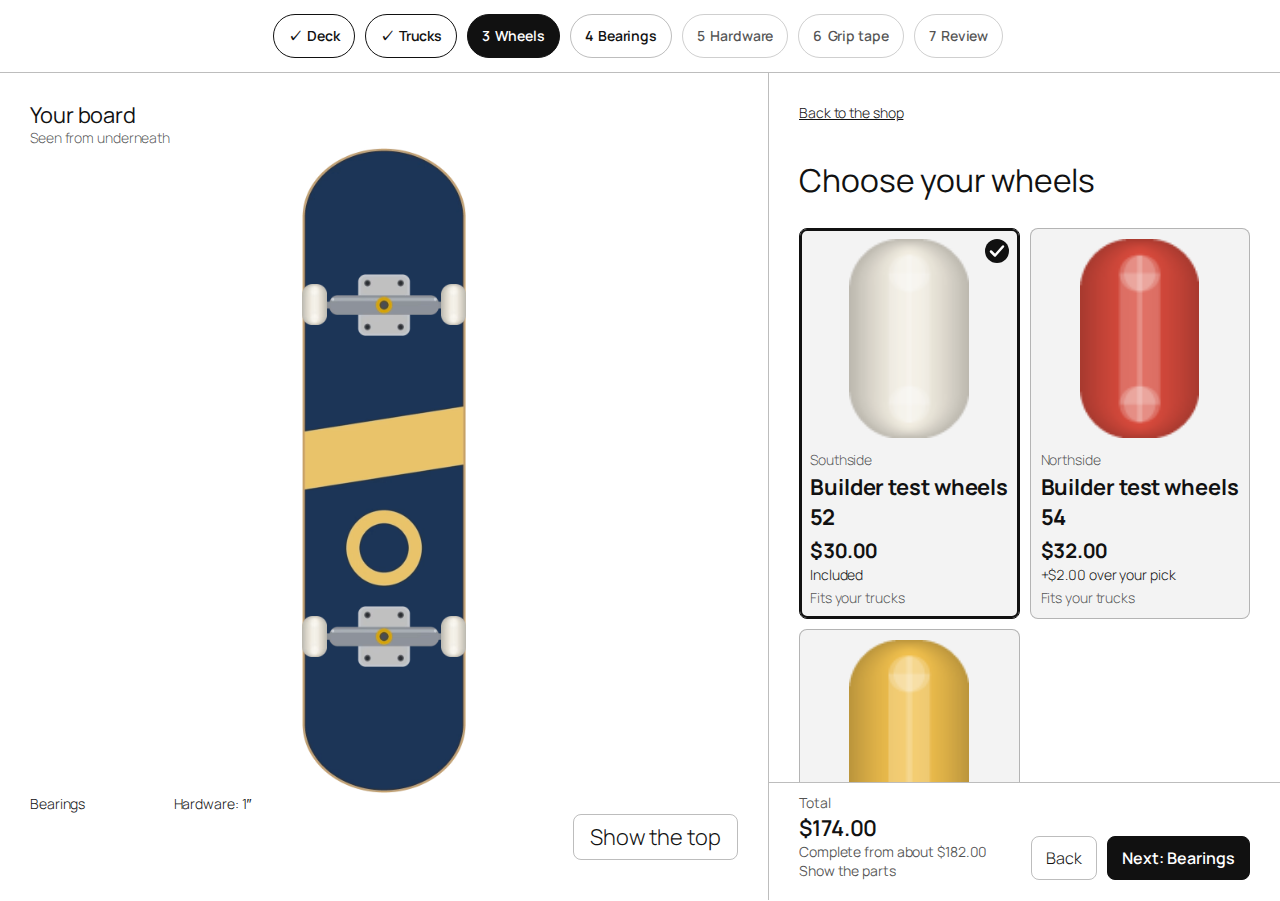 ✓ Deck
✓ Trucks
3 Wheels
4 Bearings
5 Hardware
6 Grip tape
7 Review
Your board
Seen from underneath
Bearings
Hardware: 1″
Show the top
Back to the shop
Choose your wheels
Southside
Builder test wheels
52
$30.00
Included
Fits your trucks
Northside
Builder test wheels
54
$32.00
+$2.00 over your pick
Fits your trucks
Total
$174.00
Complete from about $182.00
Show the parts
Back
Next: Bearings